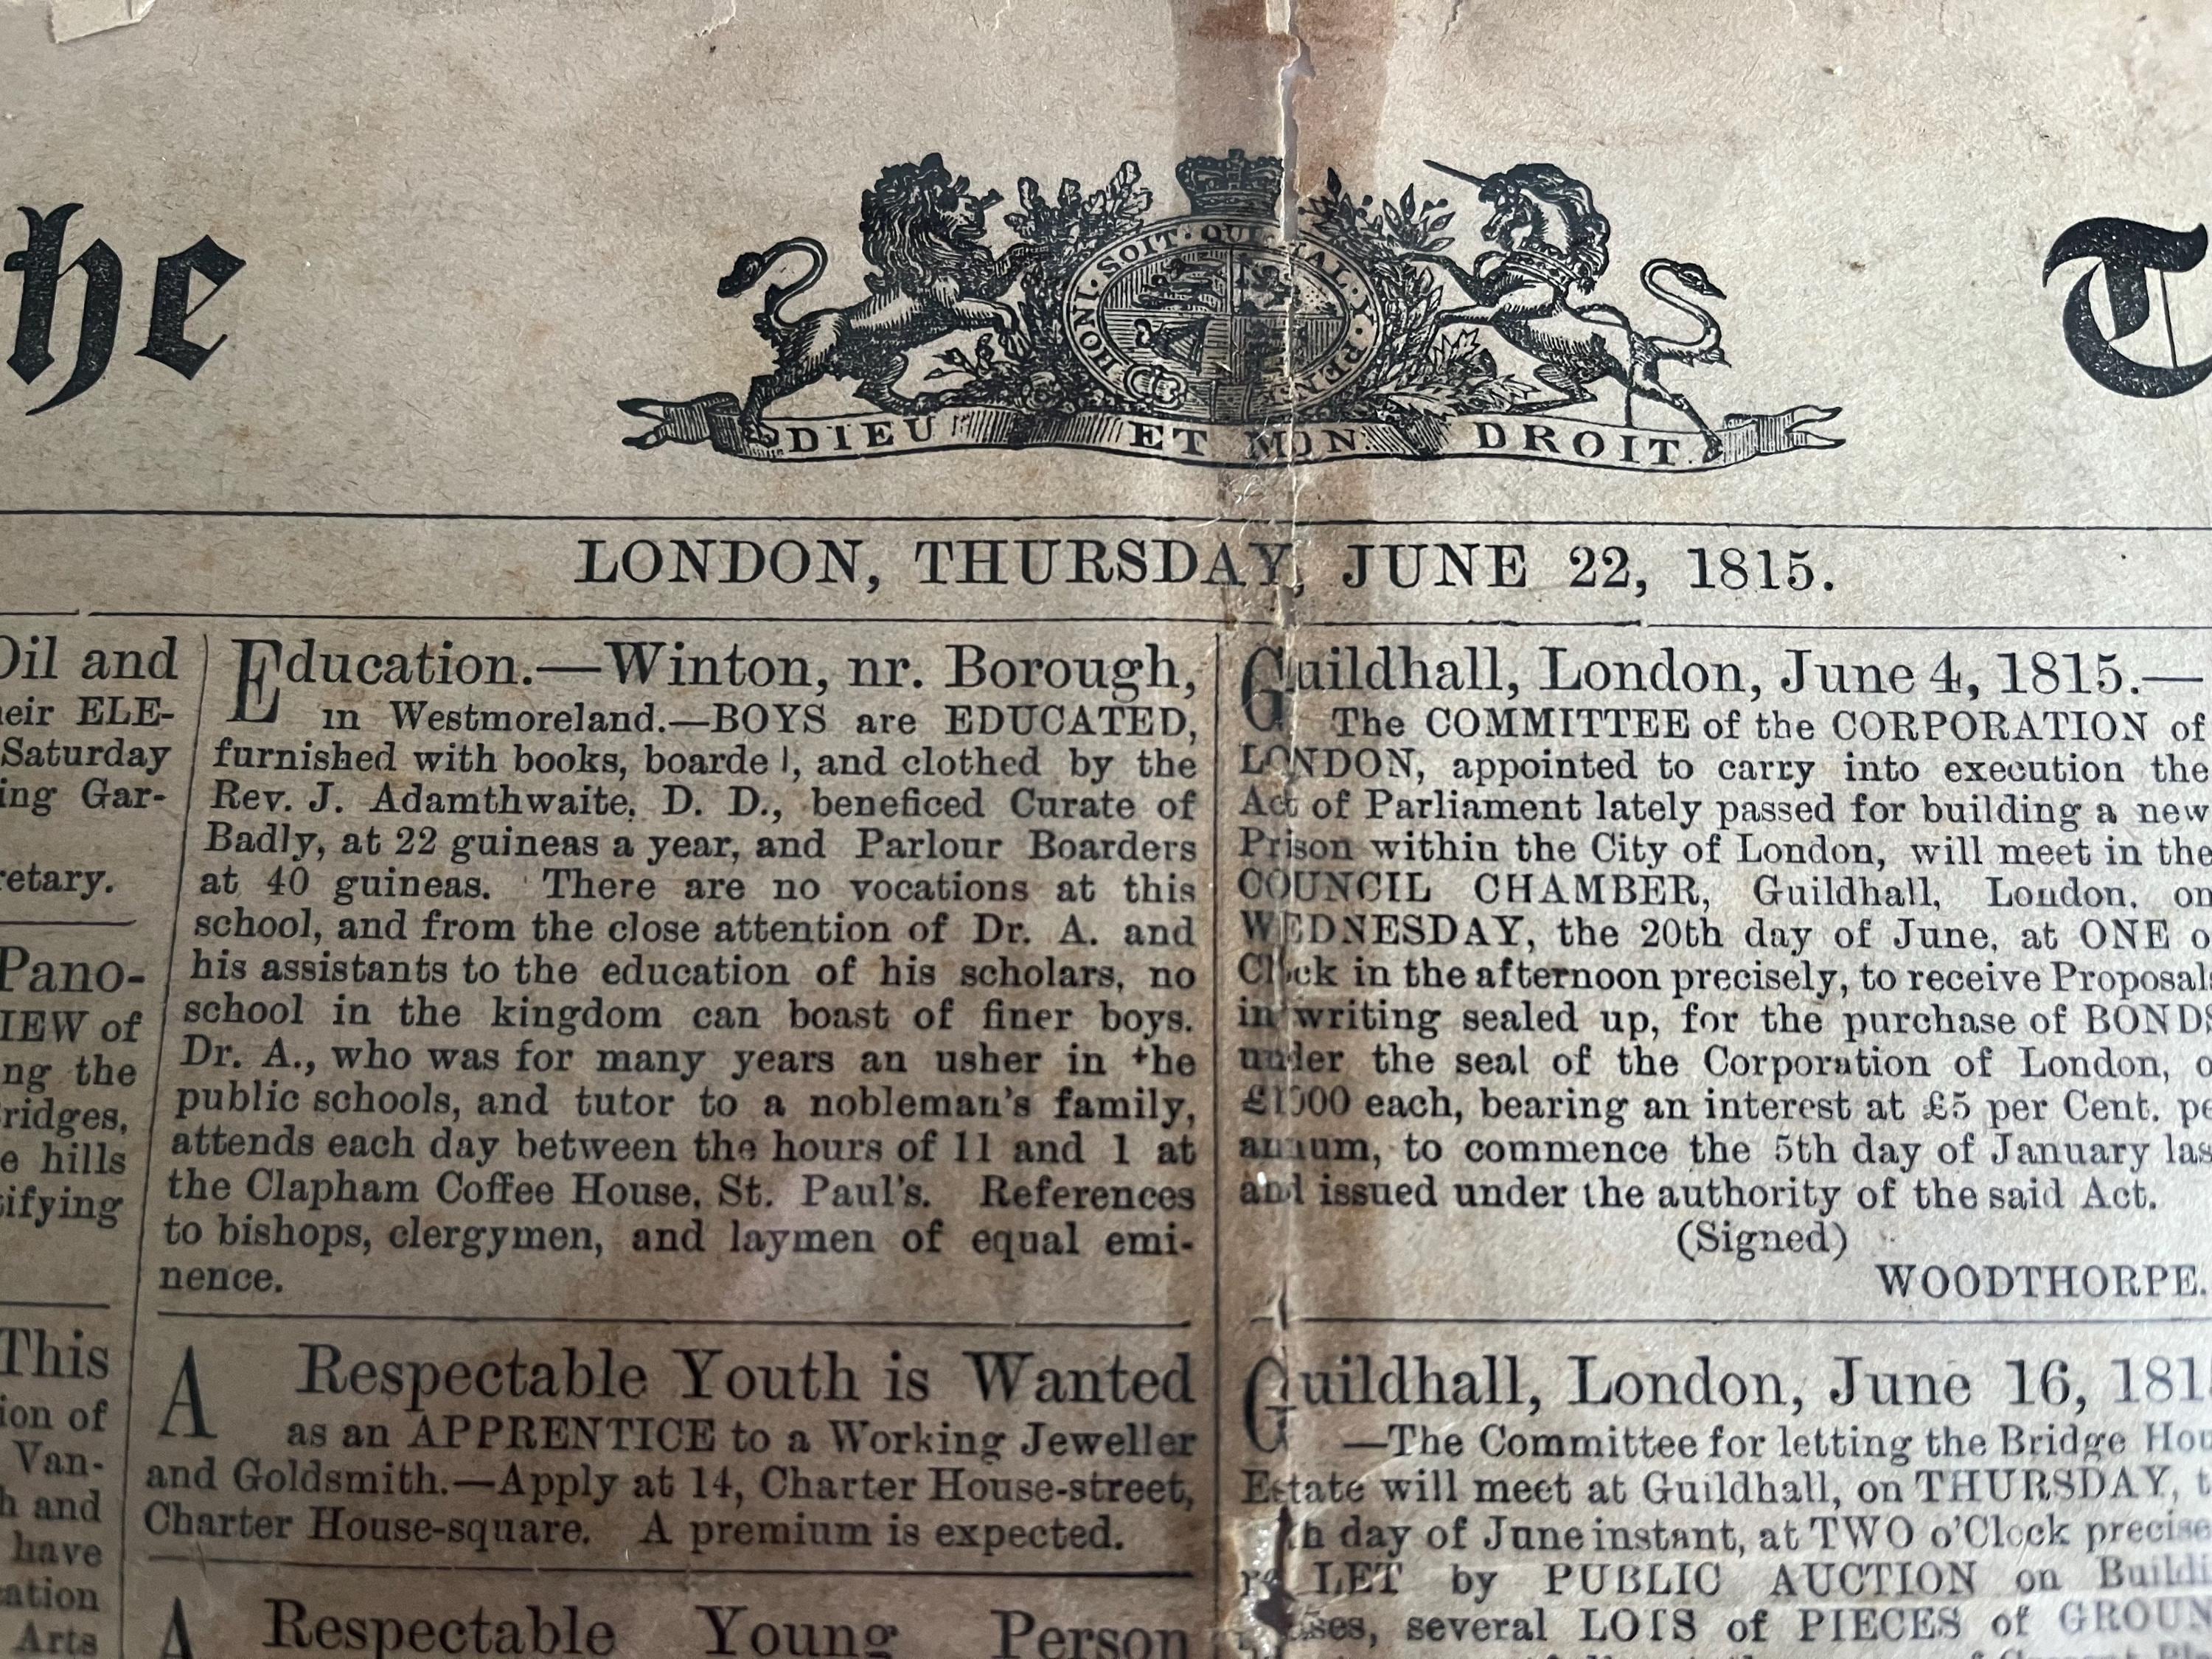 he
T
HONI · SOIT · QUI MAL · Y · PENSE
DIEU ET MON DROIT.
LONDON, THURSDAY, JUNE 22, 1815.
Oil and
heir ELE-
Saturday
ing Gar-
retary.
Pano-
IEW of
ng the
ridges,
e hills
ifying
This
ion of
Van-
h and
have
ation
Arts
Education.—Winton, nr. Borough,
in Westmoreland.—BOYS are EDUCATED,
furnished with books, boarded, and clothed by the
Rev. J. Adamthwaite, D. D., beneficed Curate of
Badly, at 22 guineas a year, and Parlour Boarders
at 40 guineas. There are no vocations at this
school, and from the close attention of Dr. A. and
his assistants to the education of his scholars, no
school in the kingdom can boast of finer boys.
Dr. A., who was for many years an usher in the
public schools, and tutor to a nobleman's family,
attends each day between the hours of 11 and 1 at
the Clapham Coffee House, St. Paul's. References
to bishops, clergymen, and laymen of equal emi-
nence.
A Respectable Youth is Wanted
as an APPRENTICE to a Working Jeweller
and Goldsmith.—Apply at 14, Charter House-street,
Charter House-square. A premium is expected.
A Respectable Young Person
Guildhall, London, June 4, 1815.—
The COMMITTEE of the CORPORATION of
LONDON, appointed to carry into execution the
Act of Parliament lately passed for building a new
Prison within the City of London, will meet in the
COUNCIL CHAMBER, Guildhall, London, on
WEDNESDAY, the 20th day of June, at ONE o
Clock in the afternoon precisely, to receive Proposals
in writing sealed up, for the purchase of BONDS
under the seal of the Corporation of London, o
£1000 each, bearing an interest at £5 per Cent. pe
annum, to commence the 5th day of January las
and issued under the authority of the said Act.
(Signed)
WOODTHORPE.
Guildhall, London, June 16, 181
—The Committee for letting the Bridge Hou
Estate will meet at Guildhall, on THURSDAY, t
h day of June instant, at TWO o'Clock precise
LET by PUBLIC AUCTION on Buildi
ses, several LOTS of PIECES of GROUN